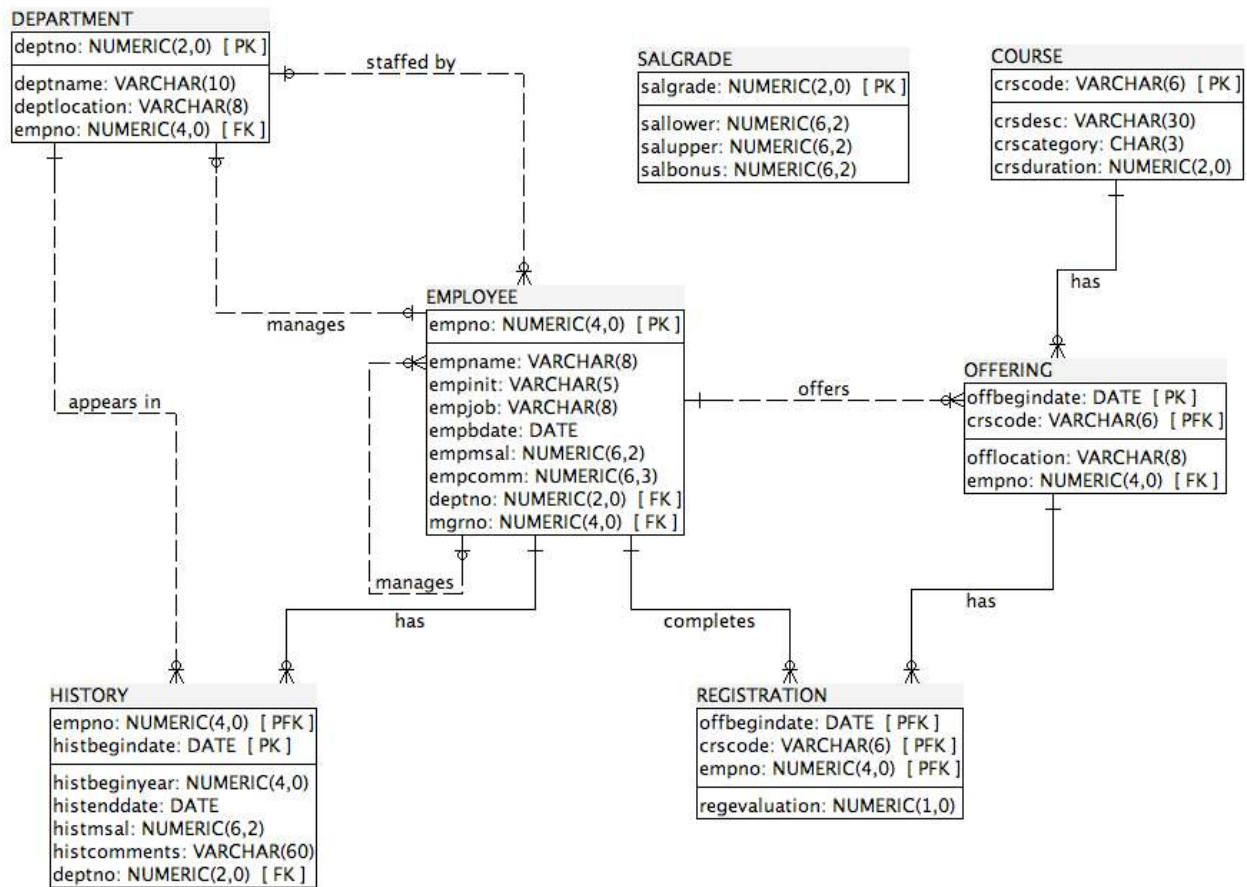 DEPARTMENT
deptno: NUMERIC(2,0) [ PK ]
deptname: VARCHAR(10)
deptlocation: VARCHAR(8)
empno: NUMERIC(4,0) [ FK ]
staffed by
SALGRADE
salgrade: NUMERIC(2,0) [ PK ]
sallower: NUMERIC(6,2)
salupper: NUMERIC(6,2)
salbonus: NUMERIC(6,2)
COURSE
crscode: VARCHAR(6) [ PK ]
crsdesc: VARCHAR(30)
crscategory: CHAR(3)
crsduration: NUMERIC(2,0)
has
manages
EMPLOYEE
empno: NUMERIC(4,0) [ PK ]
empname: VARCHAR(8)
empinit: VARCHAR(5)
empjob: VARCHAR(8)
empbdate: DATE
empmsal: NUMERIC(6,2)
empcomm: NUMERIC(6,3)
deptno: NUMERIC(2,0) [ FK ]
mgrno: NUMERIC(4,0) [ FK ]
offers
OFFERING
offbegindate: DATE [ PK ]
crscode: VARCHAR(6) [ PFK ]
offlocation: VARCHAR(8)
empno: NUMERIC(4,0) [ FK ]
appears in
manages
has
completes
has
HISTORY
empno: NUMERIC(4,0) [ PFK ]
histbegindate: DATE [ PK ]
histbeginyear: NUMERIC(4,0)
histenddate: DATE
histmsal: NUMERIC(6,2)
histcomments: VARCHAR(60)
deptno: NUMERIC(2,0) [ FK ]
REGISTRATION
offbegindate: DATE [ PFK ]
crscode: VARCHAR(6) [ PFK ]
empno: NUMERIC(4,0) [ PFK ]
regevaluation: NUMERIC(1,0)